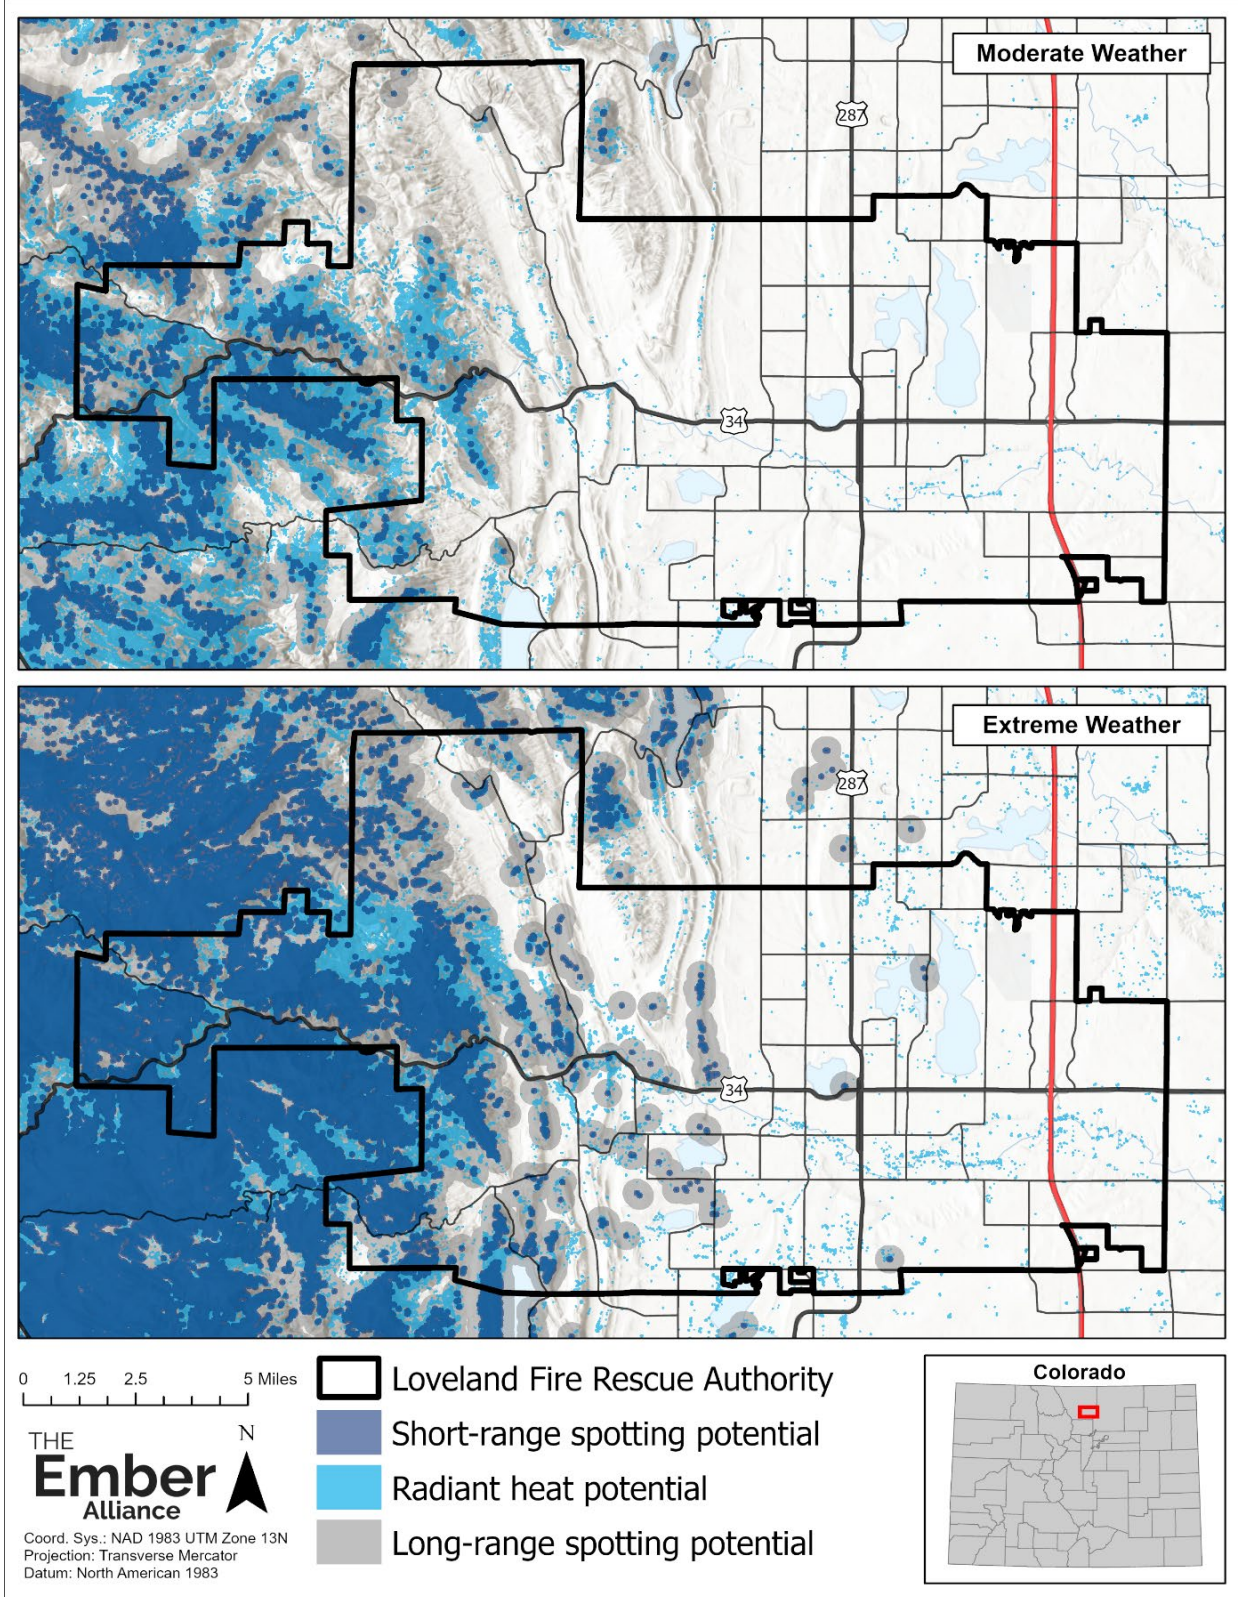 Moderate Weather
287
34
Extreme Weather
287
34
0 1.25 2.5 5 Miles
N
THE
Ember
Alliance
Coord. Sys.: NAD 1983 UTM Zone 13N
Projection: Transverse Mercator
Datum: North American 1983
Loveland Fire Rescue Authority
Short-range spotting potential
Radiant heat potential
Long-range spotting potential
Colorado